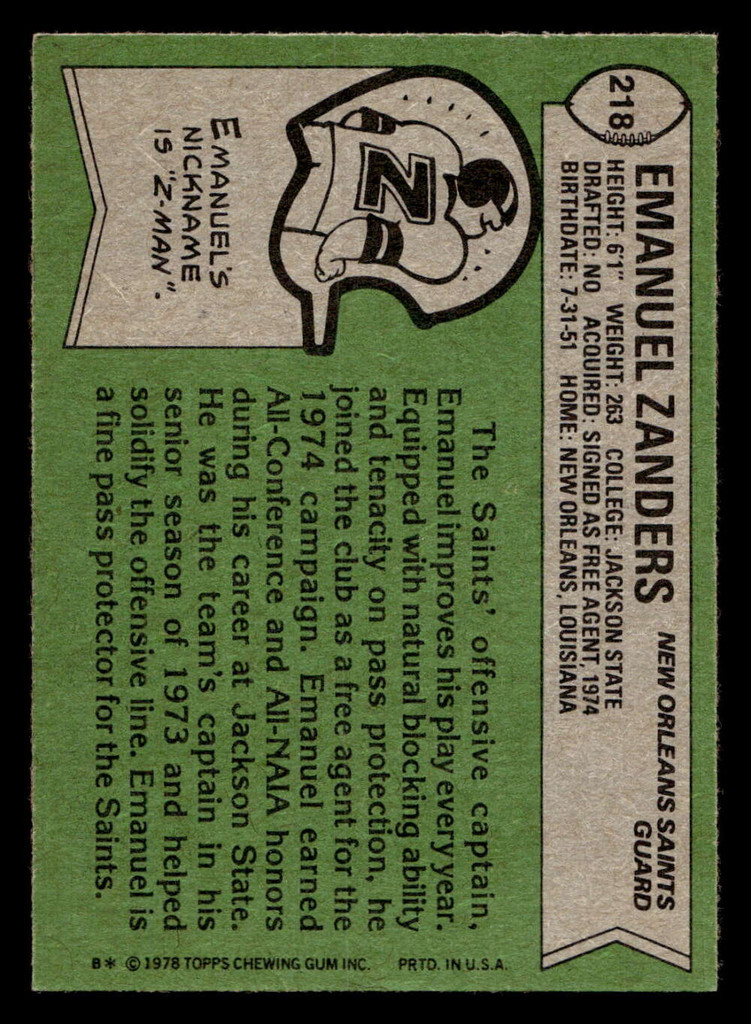 218
EMANUEL ZANDERS NEW ORLEANS SAINTS
GUARD
HEIGHT: 6'1" WEIGHT: 263 COLLEGE: JACKSON STATE
DRAFTED: NO ACQUIRED: SIGNED AS FREE AGENT, 1974
BIRTHDATE: 7-31-51 HOME: NEW ORLEANS, LOUISIANA
Z
EMANUEL'S
NICKNAME
IS "Z-MAN".
The Saints' offensive captain,
Emanuel improves his play every year.
Equipped with natural blocking ability
and tenacity on pass protection, he
joined the club as a free agent for the
1974 campaign. Emanuel earned
All-Conference and All-NAIA honors
during his career at Jackson State.
He was the team's captain in his
senior season of 1973 and helped
solidify the offensive line. Emanuel is
a fine pass protector for the Saints.
B* © 1978 TOPPS CHEWING GUM INC. PRTD. IN U.S.A.